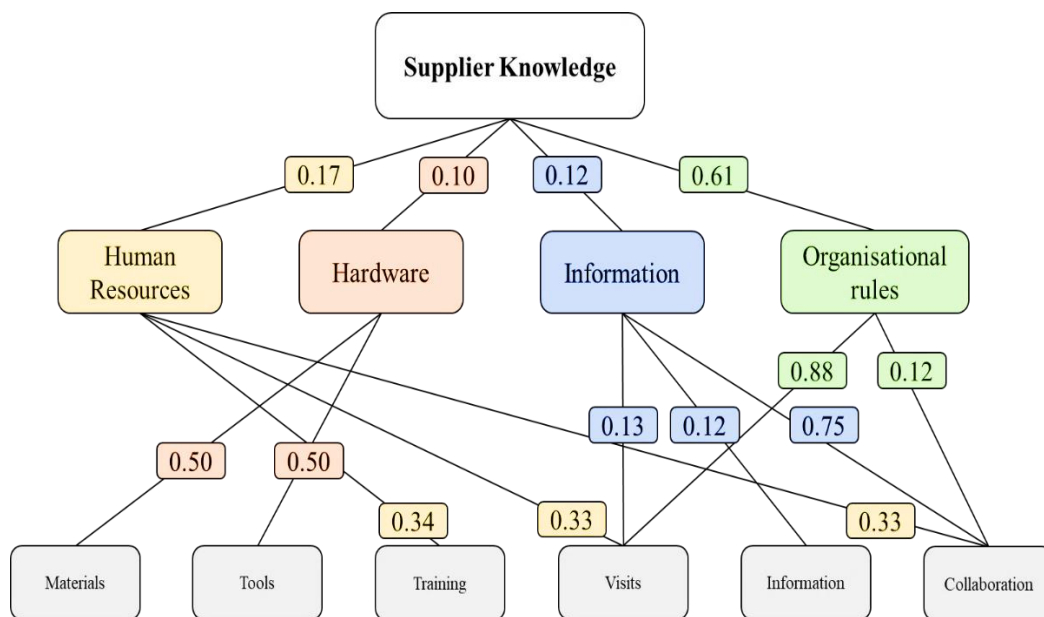 Supplier Knowledge
0.17
0.10
0.12
0.61
Human
Resources
Hardware
Information
Organisational
rules
0.88
0.12
0.13
0.12
0.75
0.50
0.50
0.34
0.33
0.33
Materials
Tools
Training
Visits
Information
Collaboration